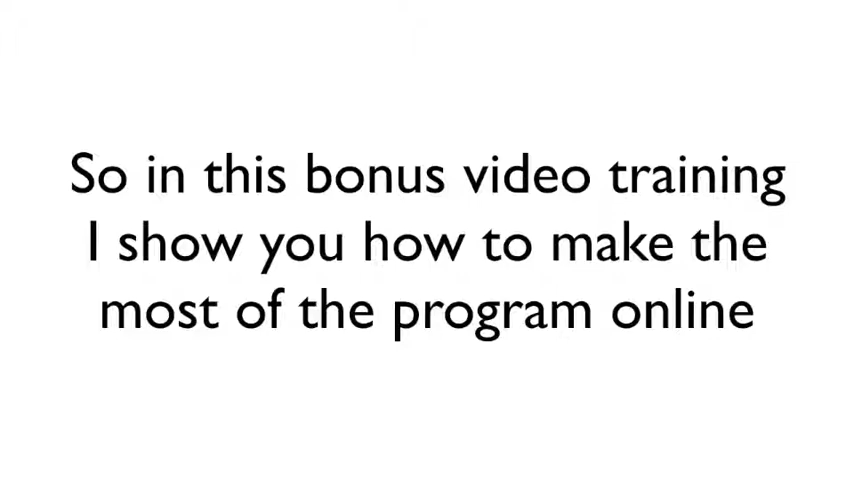 So in this bonus video training
I show you how to make the
most of the program online